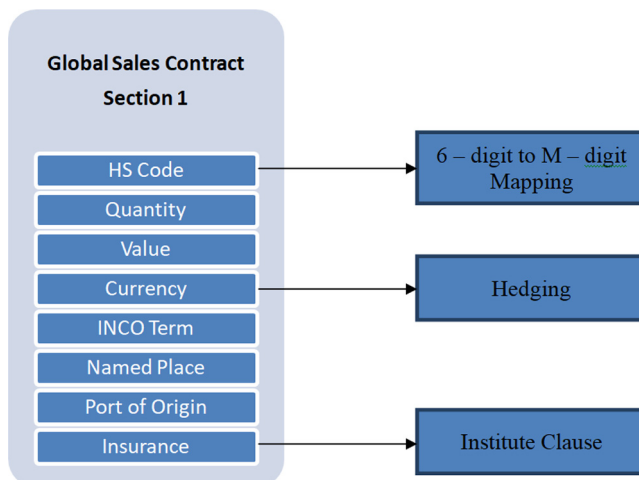 Global Sales Contract
Section 1
HS Code
Quantity
Value
Currency
INCO Term
Named Place
Port of Origin
Insurance
6 – digit to M – digit
Mapping
Hedging
Institute Clause